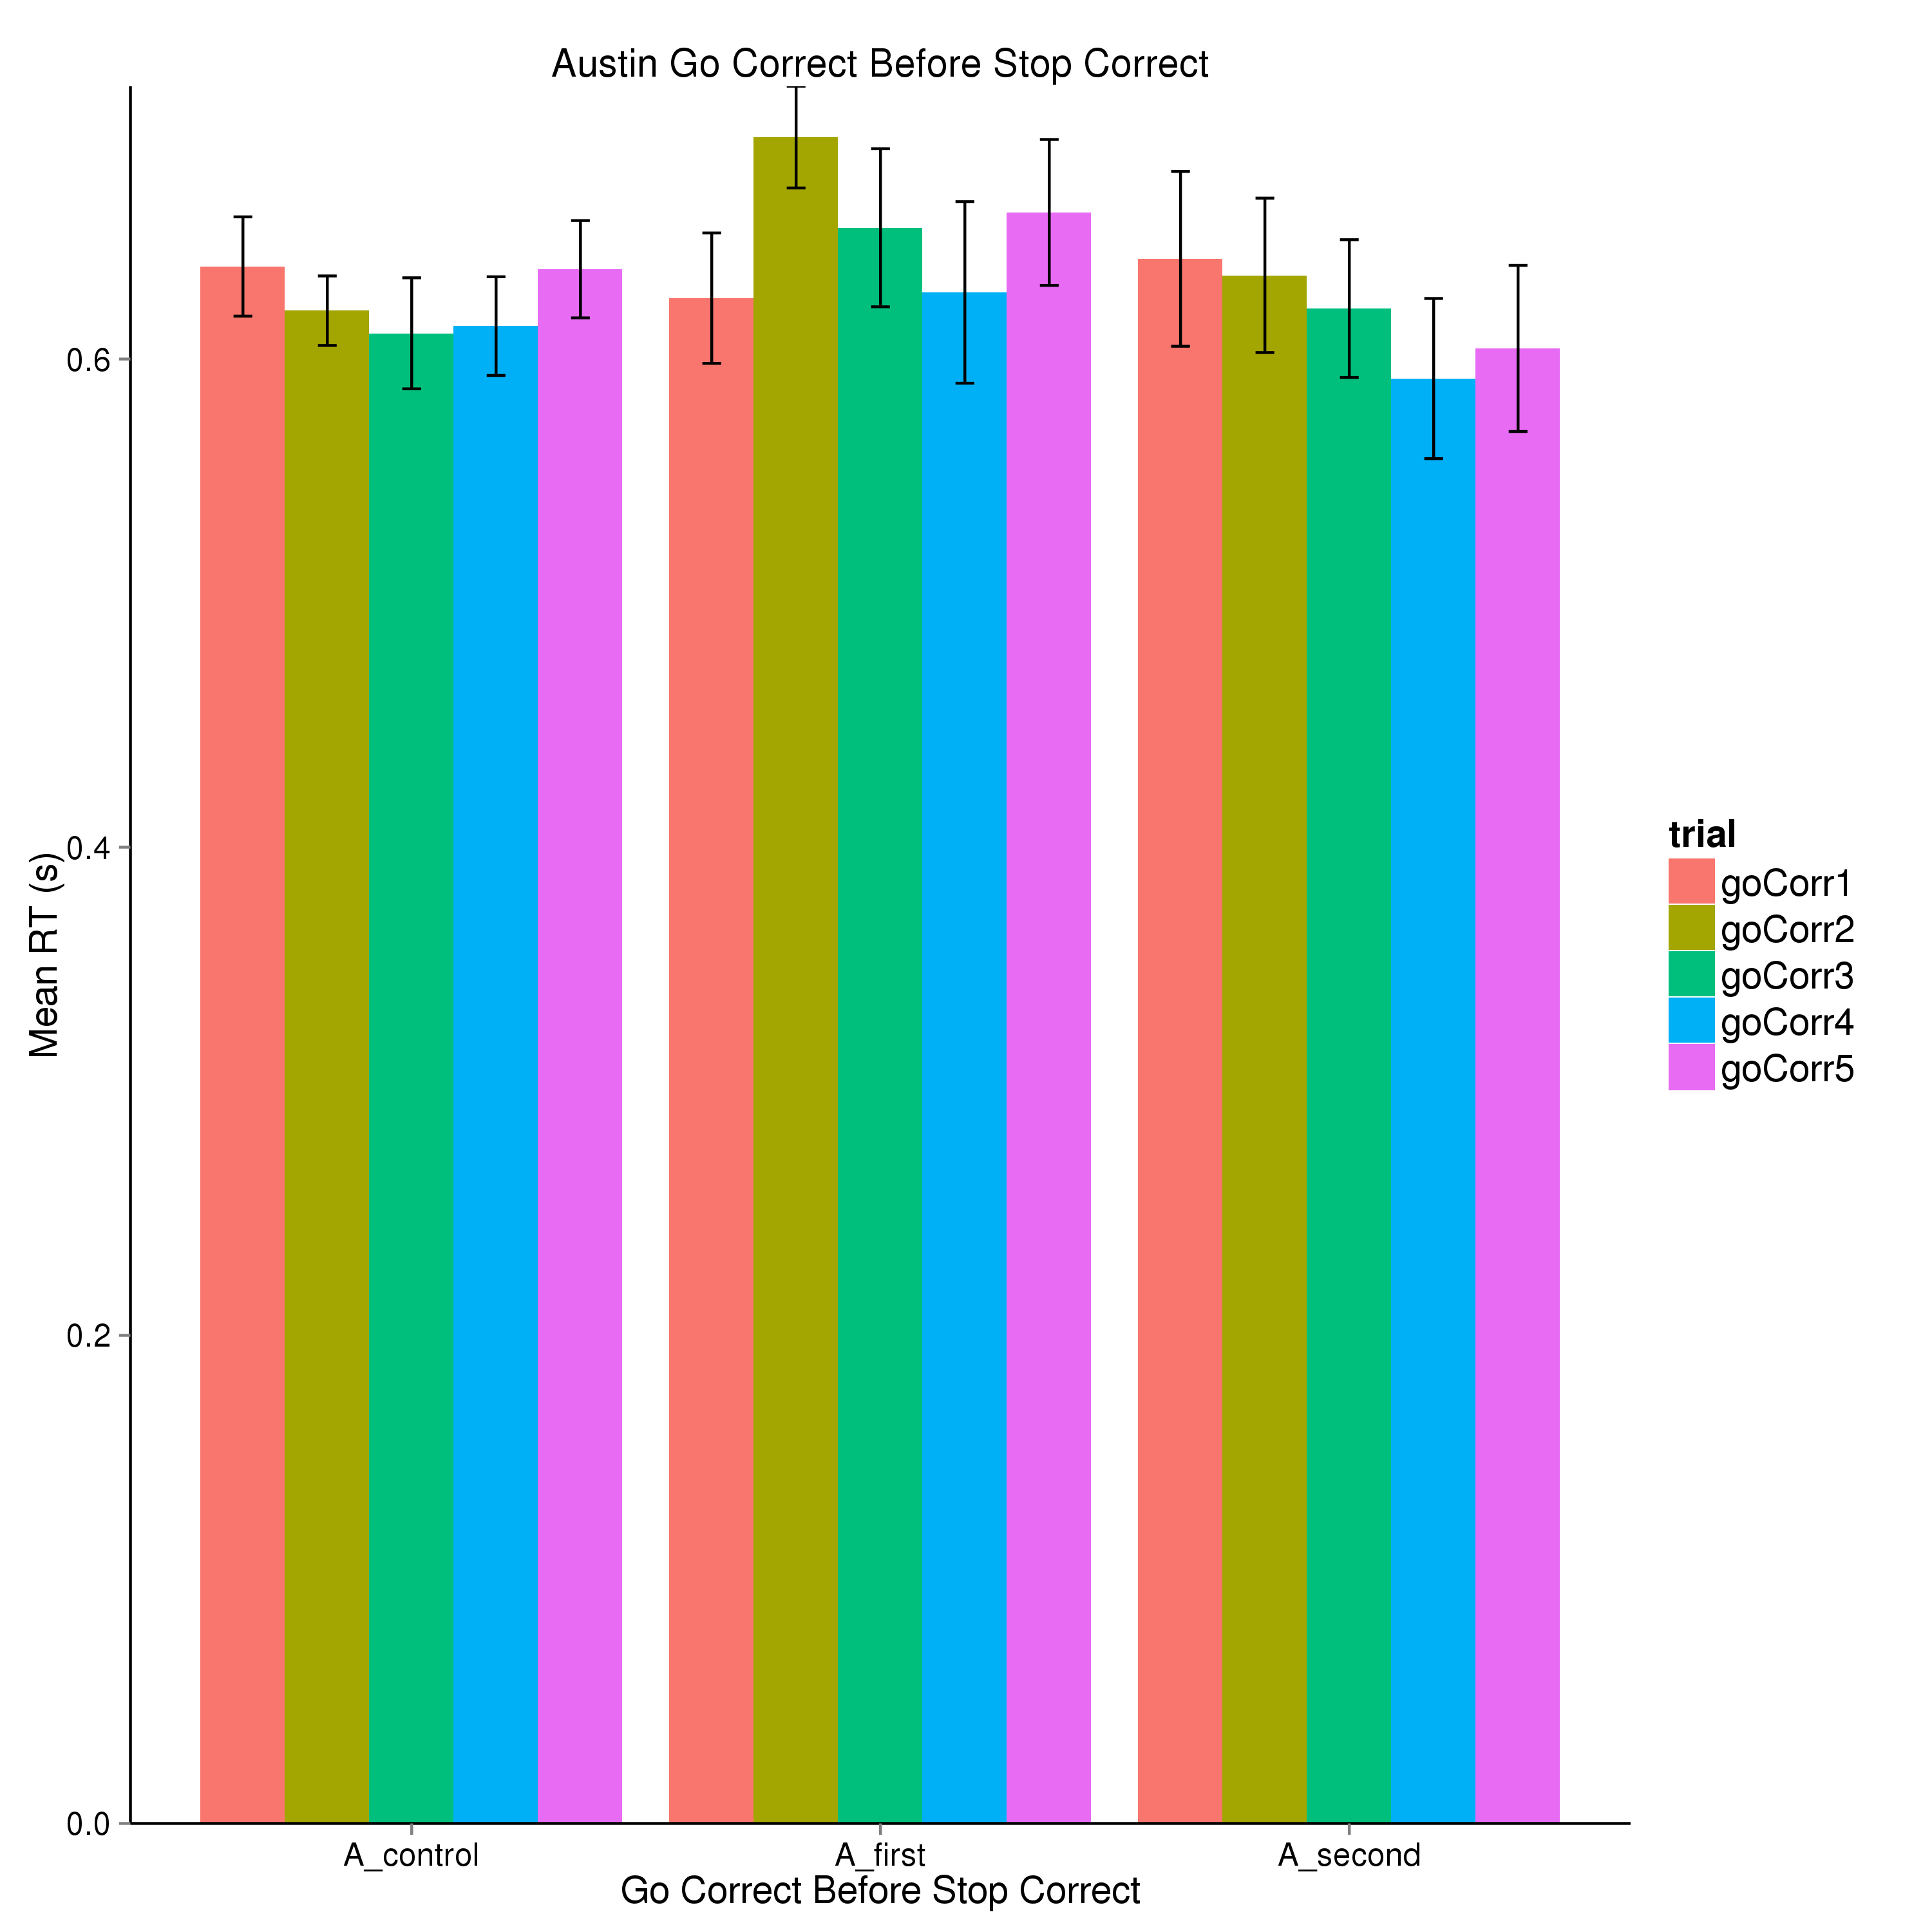 Austin Go Correct Before Stop Correct
Mean RT (s)
0.6
0.4
0.2
0.0
A_control
A_first
A_second
Go Correct Before Stop Correct
trial
goCorr1
goCorr2
goCorr3
goCorr4
goCorr5